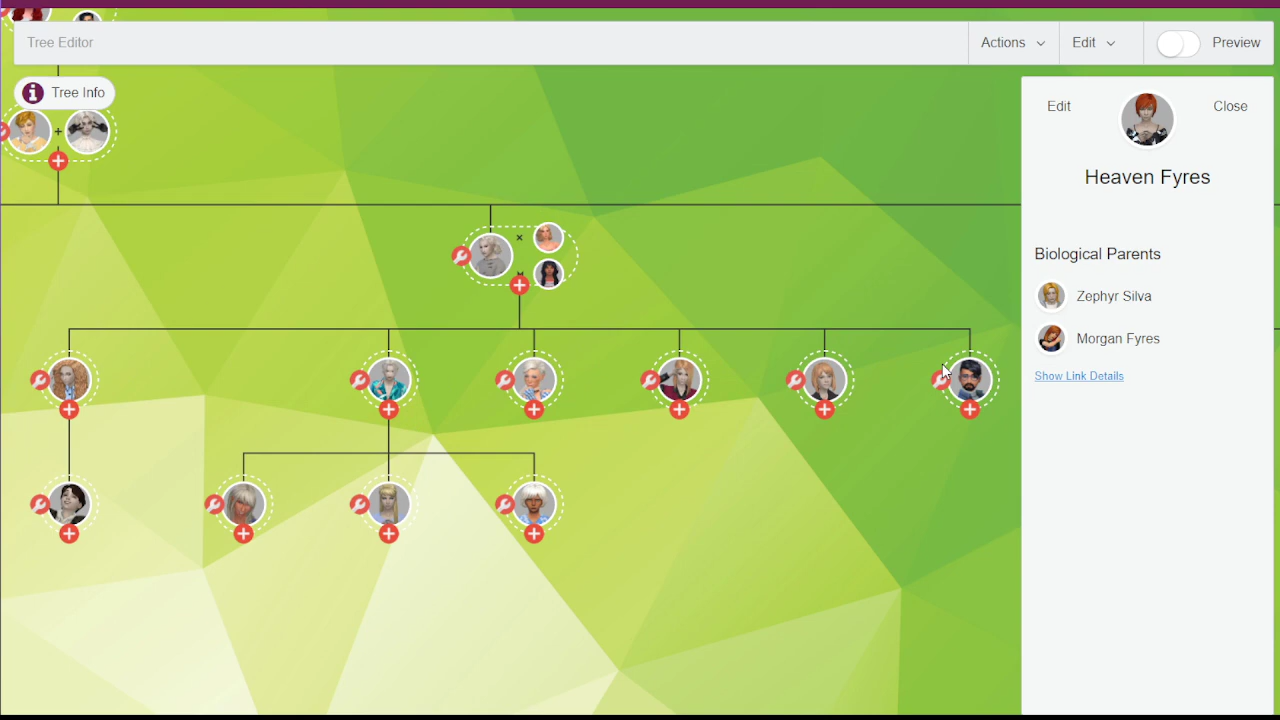 Tree Editor
Actions
Edit
Preview
Tree Info
Edit
Close
Heaven Fyres
Biological Parents
Zephyr Silva
Morgan Fyres
Show Link Details